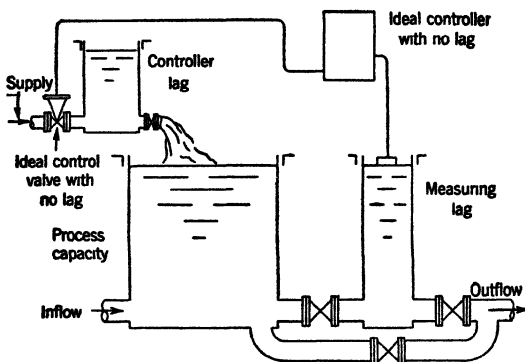 Ideal controller
with no lag
Controller
lag
Supply
Ideal control
valve with
no lag
Measuring
lag
Process
capacity
Inflow
Outflow